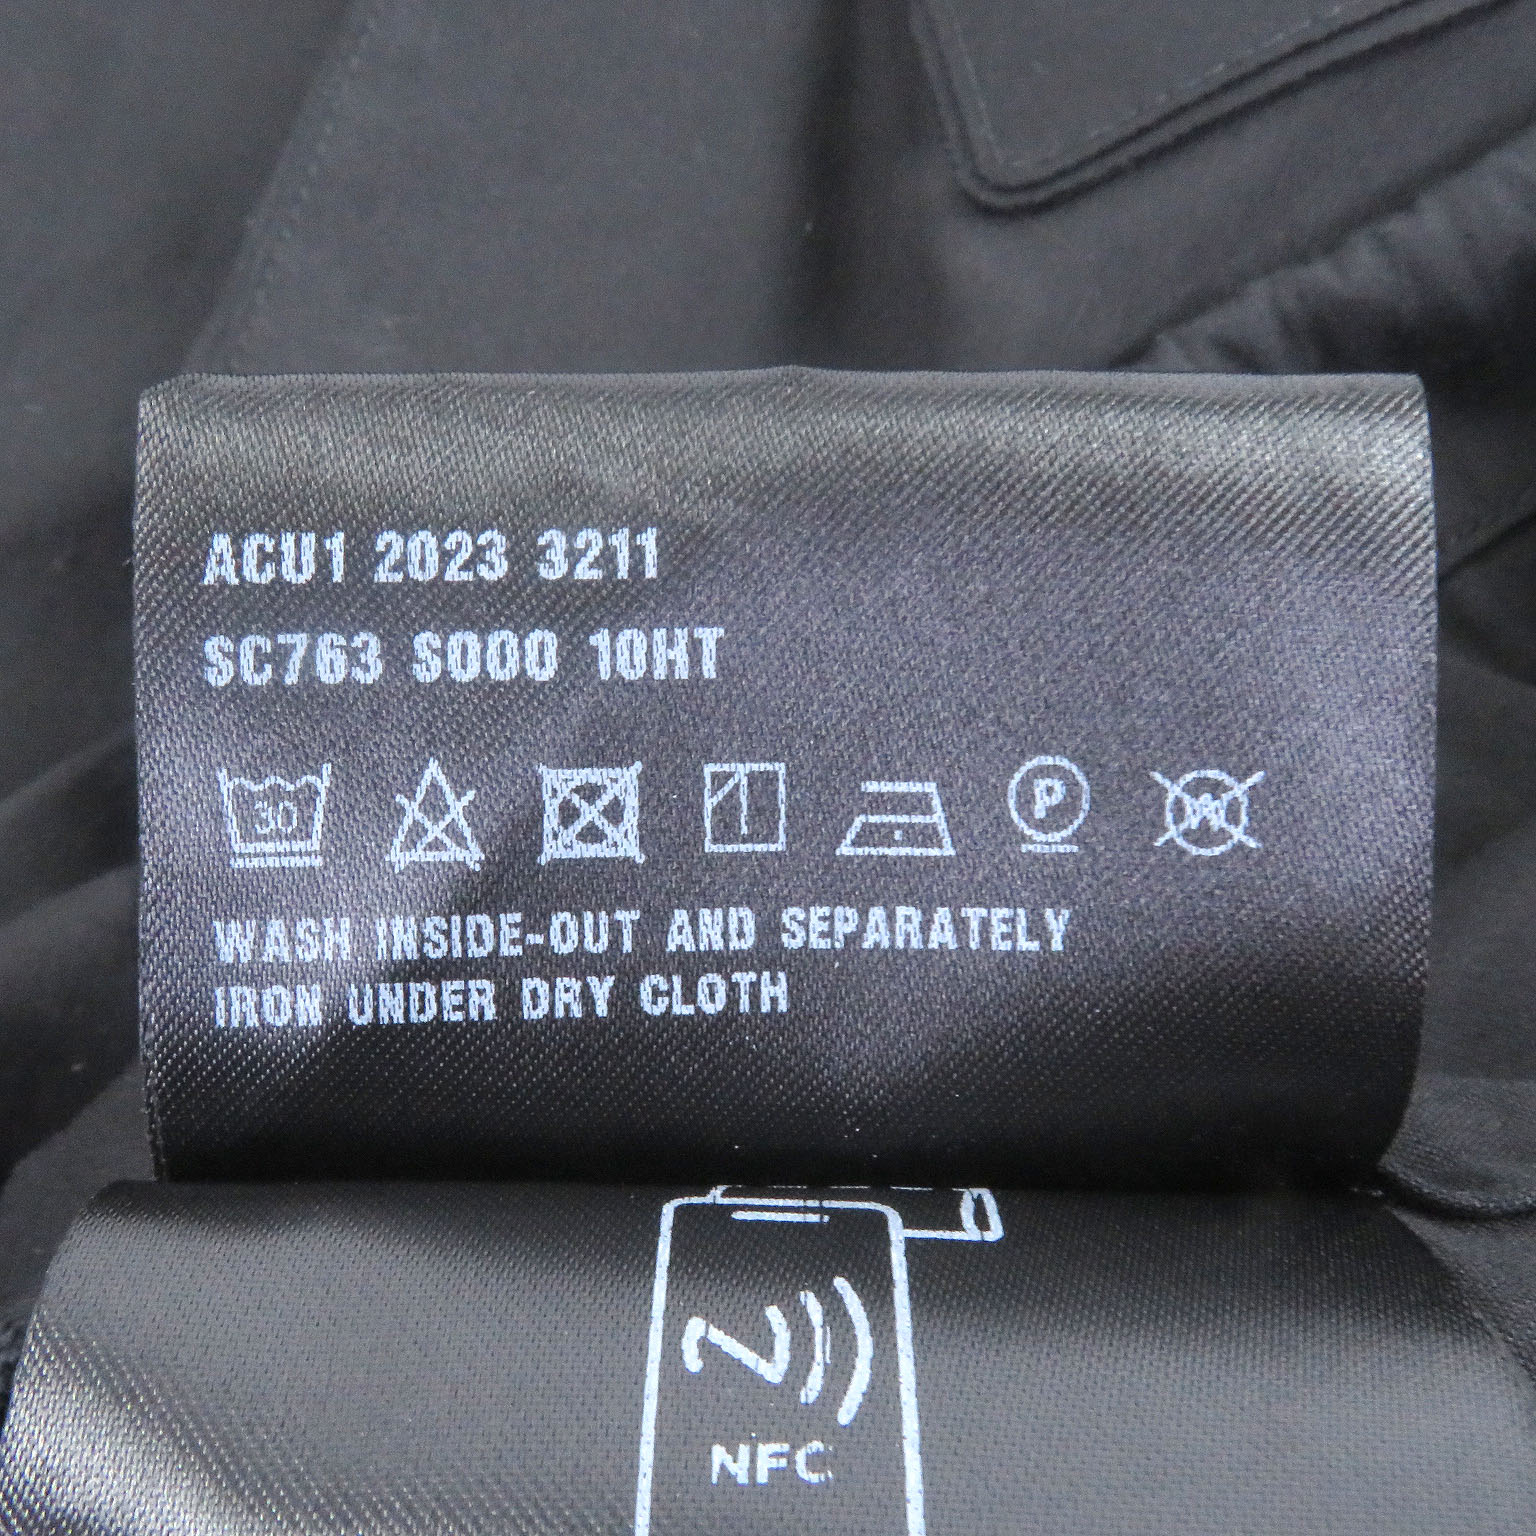 ACU1 2023 3211
SC763 S000 10HT
30
P
W
WASH INSIDE-OUT AND SEPARATELY
IRON UNDER DRY CLOTH
NFC